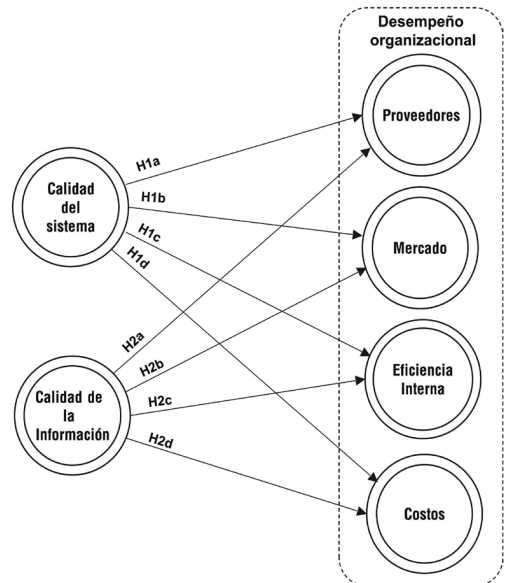 Desempeño
organizacional
Proveedores
Calidad
del
sistema
H1a
H1b
H1c
H1d
Mercado
H2a
H2b
H2c
H2d
Calidad de
la
Información
Eficiencia
Interna
Costos